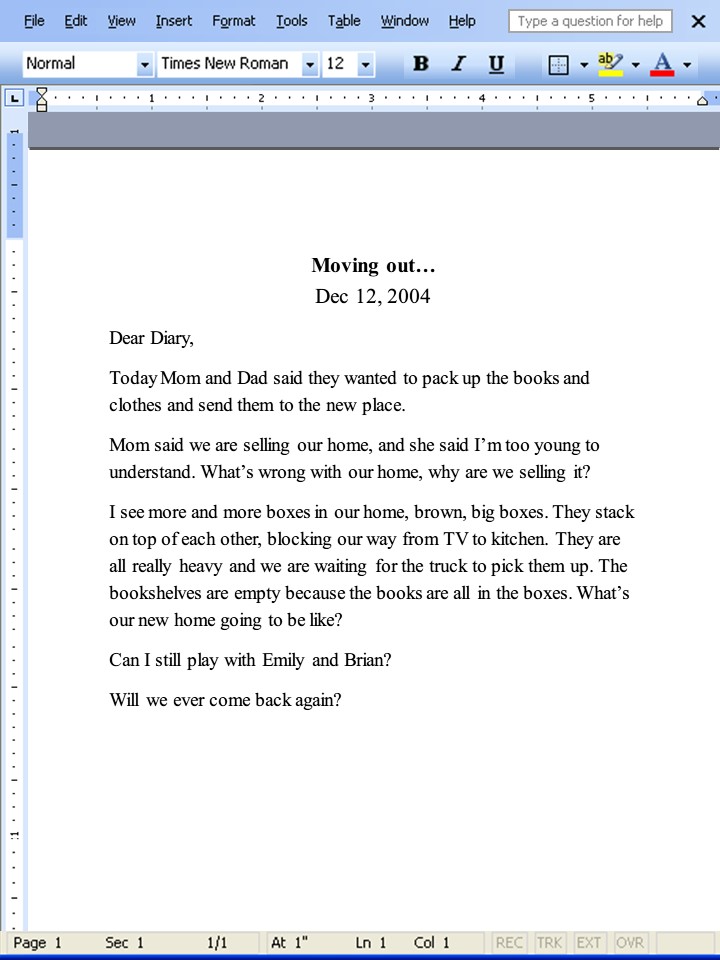 File Edit View Insert Format Tools Table Window Help Type a question for help
Normal Times New Roman 12 B I U ab A
L 1 2 3 4 5
1
Moving out…
Dec 12, 2004
Dear Diary,
Today Mom and Dad said they wanted to pack up the books and
clothes and send them to the new place.
Mom said we are selling our home, and she said I’m too young to
understand. What’s wrong with our home, why are we selling it?
I see more and more boxes in our home, brown, big boxes. They stack
on top of each other, blocking our way from TV to kitchen. They are
all really heavy and we are waiting for the truck to pick them up. The
bookshelves are empty because the books are all in the boxes. What’s
our new home going to be like?
Can I still play with Emily and Brian?
Will we ever come back again?
1
Page 1 Sec 1 1/1 At 1" Ln 1 Col 1 REC TRK EXT OVR